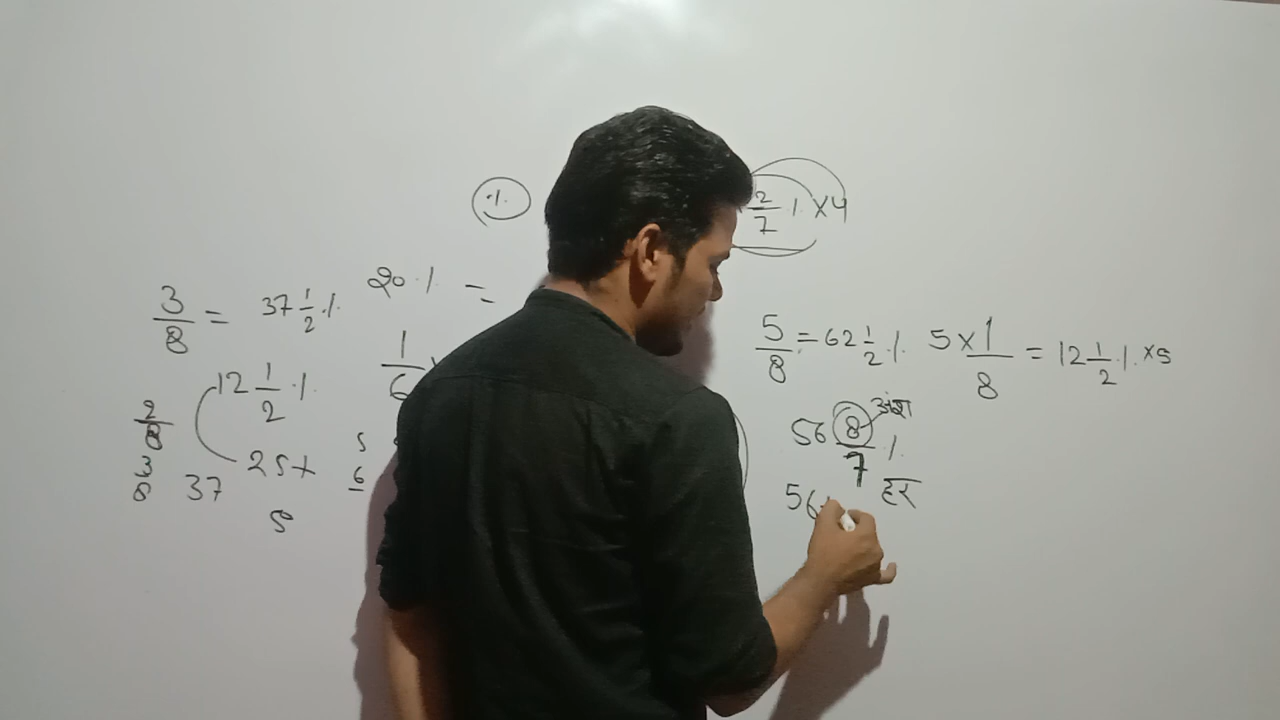 %
2/7 % ×4
3/8 = 37 1/2 %
20 % =
12 1/2 %
1/6
2/8
25+
3/8 37
5
5
6
5/8 = 62 1/2 %
5×1/8 = 12 1/2 % ×5
56 8/7 %
अंश
हर
56+